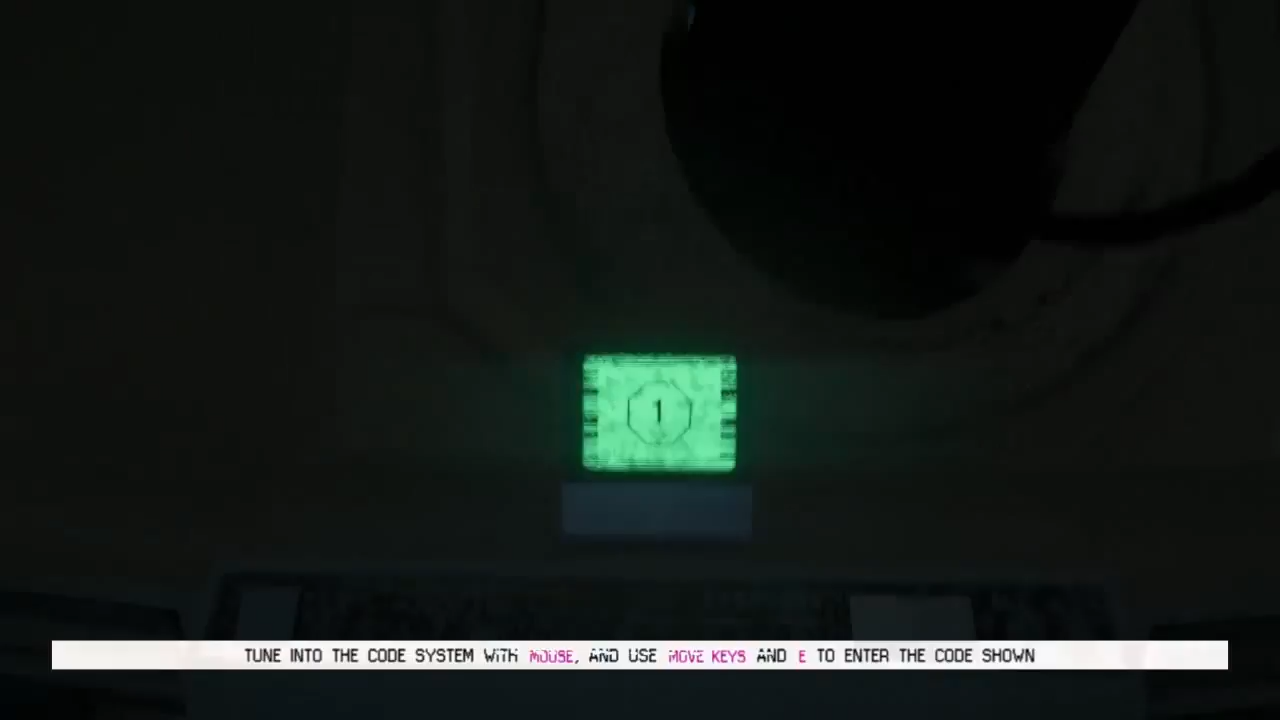 1
TUNE INTO THE CODE SYSTEM WITH MOUSE, AND USE MOVE KEYS AND E TO ENTER THE CODE SHOWN